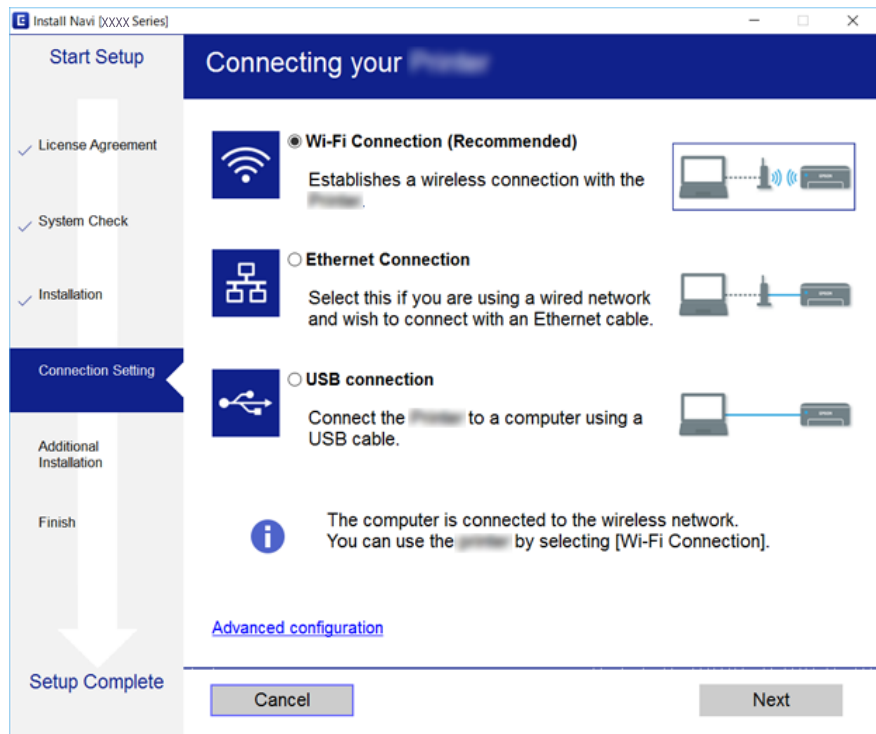 Install Navi [XXXX Series]
Start Setup
License Agreement
System Check
Installation
Connection Setting
Additional
Installation
Finish
Setup Complete
Connecting your
Wi-Fi Connection (Recommended)
Establishes a wireless connection with the
.
Ethernet Connection
Select this if you are using a wired network
and wish to connect with an Ethernet cable.
USB connection
Connect the to a computer using a
USB cable.
The computer is connected to the wireless network.
You can use the by selecting [Wi-Fi Connection].
Advanced configuration
Cancel
Next